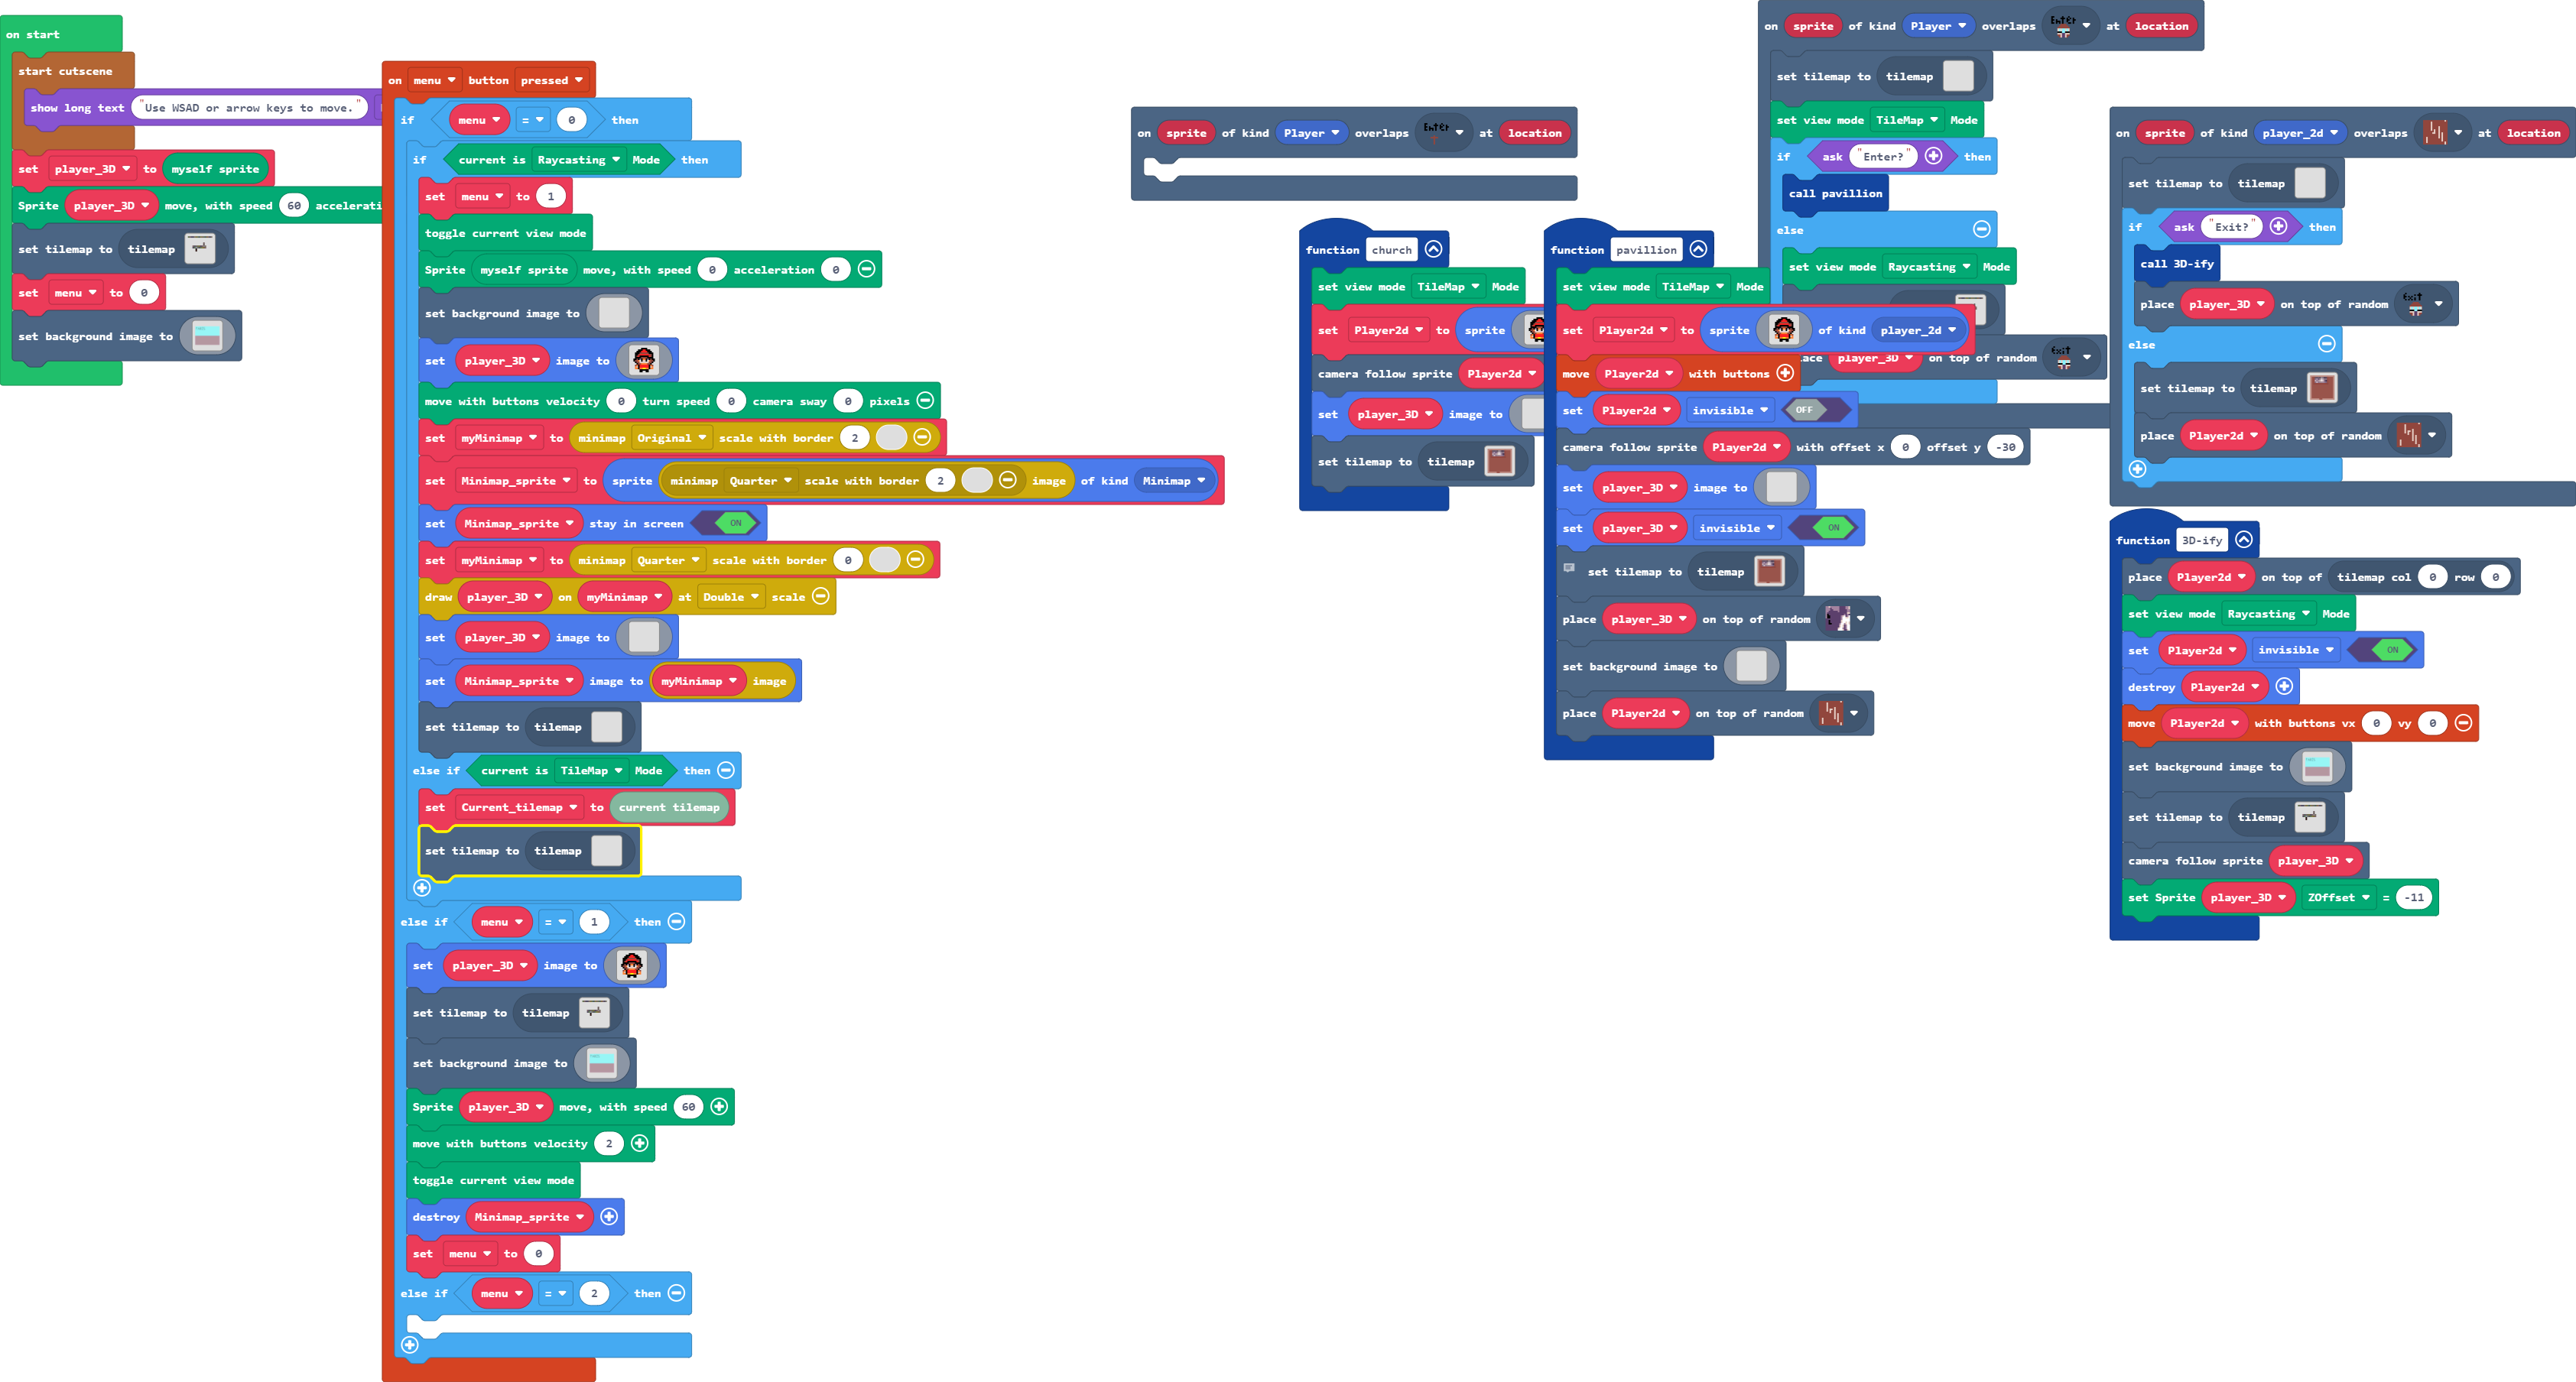 on start
start cutscene
show long text "Use WSAD or arrow keys to move."
set player_3D to myself sprite
Sprite player_3D move, with speed 60
set tilemap to tilemap
set menu to 0
set background image to
on menu button pressed
if menu = 0 then
if current is Raycasting Mode then
set menu to 1
toggle current view mode
Sprite myself sprite move, with speed 0 acceleration 0
set background image to
set player_3D image to
move with buttons velocity 0 turn speed 0 camera sway 0 pixels
set myMinimap to minimap Original scale with border 2
set Minimap_sprite to sprite minimap Quarter scale with border 2 image of kind Minimap
set Minimap_sprite stay in screen ON
set myMinimap to minimap Quarter scale with border 0
draw player_3D on myMinimap at Double scale
set player_3D image to
set Minimap_sprite image to myMinimap image
set tilemap to tilemap
else if current is TileMap Mode then
set Current_tilemap to current tilemap
set tilemap to tilemap
else if menu = 1 then
set player_3D image to
set tilemap to tilemap
set background image to
Sprite player_3D move, with speed 60
move with buttons velocity 2
toggle current view mode
destroy Minimap_sprite
set menu to 0
else if menu = 2 then
on sprite of kind Player overlaps Enter at location
function church
set view mode TileMap Mode
set Player2d to sprite
camera follow sprite Player2d
set player_3D image to
set tilemap to tilemap
function pavillion
set view mode TileMap Mode
set Player2d to sprite of kind player_2d
move Player2d with buttons
set Player2d invisible OFF
camera follow sprite Player2d with offset x 0 offset y -30
set player_3D image to
set player_3D invisible ON
set tilemap to tilemap
place player_3D on top of random
set background image to
place Player2d on top of random
on sprite of kind Player overlaps Enter at location
set tilemap to tilemap
set view mode TileMap Mode
if ask "Enter?" then
call pavillion
else
set view mode Raycasting Mode
player_3D on top of random Exit
on sprite of kind player_2d overlaps at location
set tilemap to tilemap
if ask "Exit?" then
call 3D-ify
place player_3D on top of random Exit
else
set tilemap to tilemap
place Player2d on top of random
function 3D-ify
place Player2d on top of tilemap col 0 row 0
set view mode Raycasting Mode
set Player2d invisible ON
destroy Player2d
move Player2d with buttons vx 0 vy 0
set background image to
set tilemap to tilemap
camera follow sprite player_3D
set Sprite player_3D ZOffset = -11